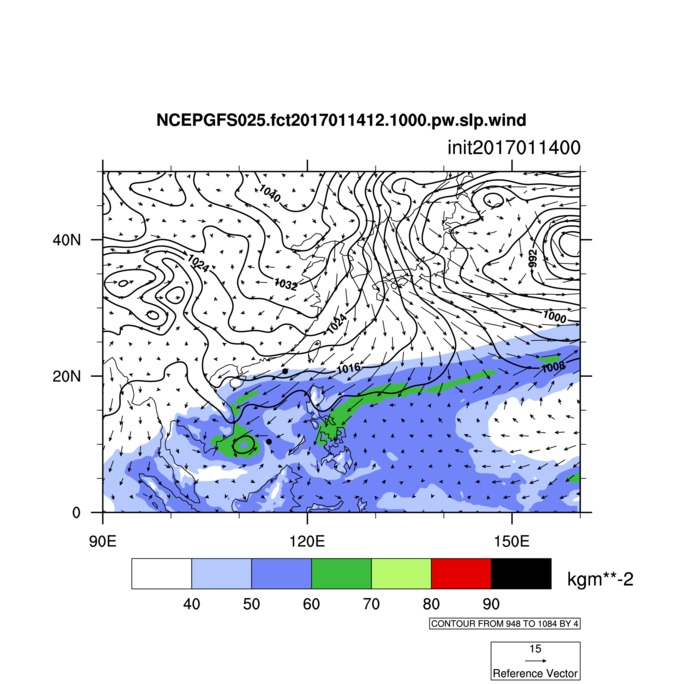 NCEPGFS025.fct2017011412.1000.pw.slp.wind
init2017011400
1040
40N
1024
992
1032
1000
1024
1016
1008
20N
0
90E 120E 150E
40 50 60 70 80 90
kgm**-2
CONTOUR FROM 948 TO 1084 BY 4
15
Reference Vector